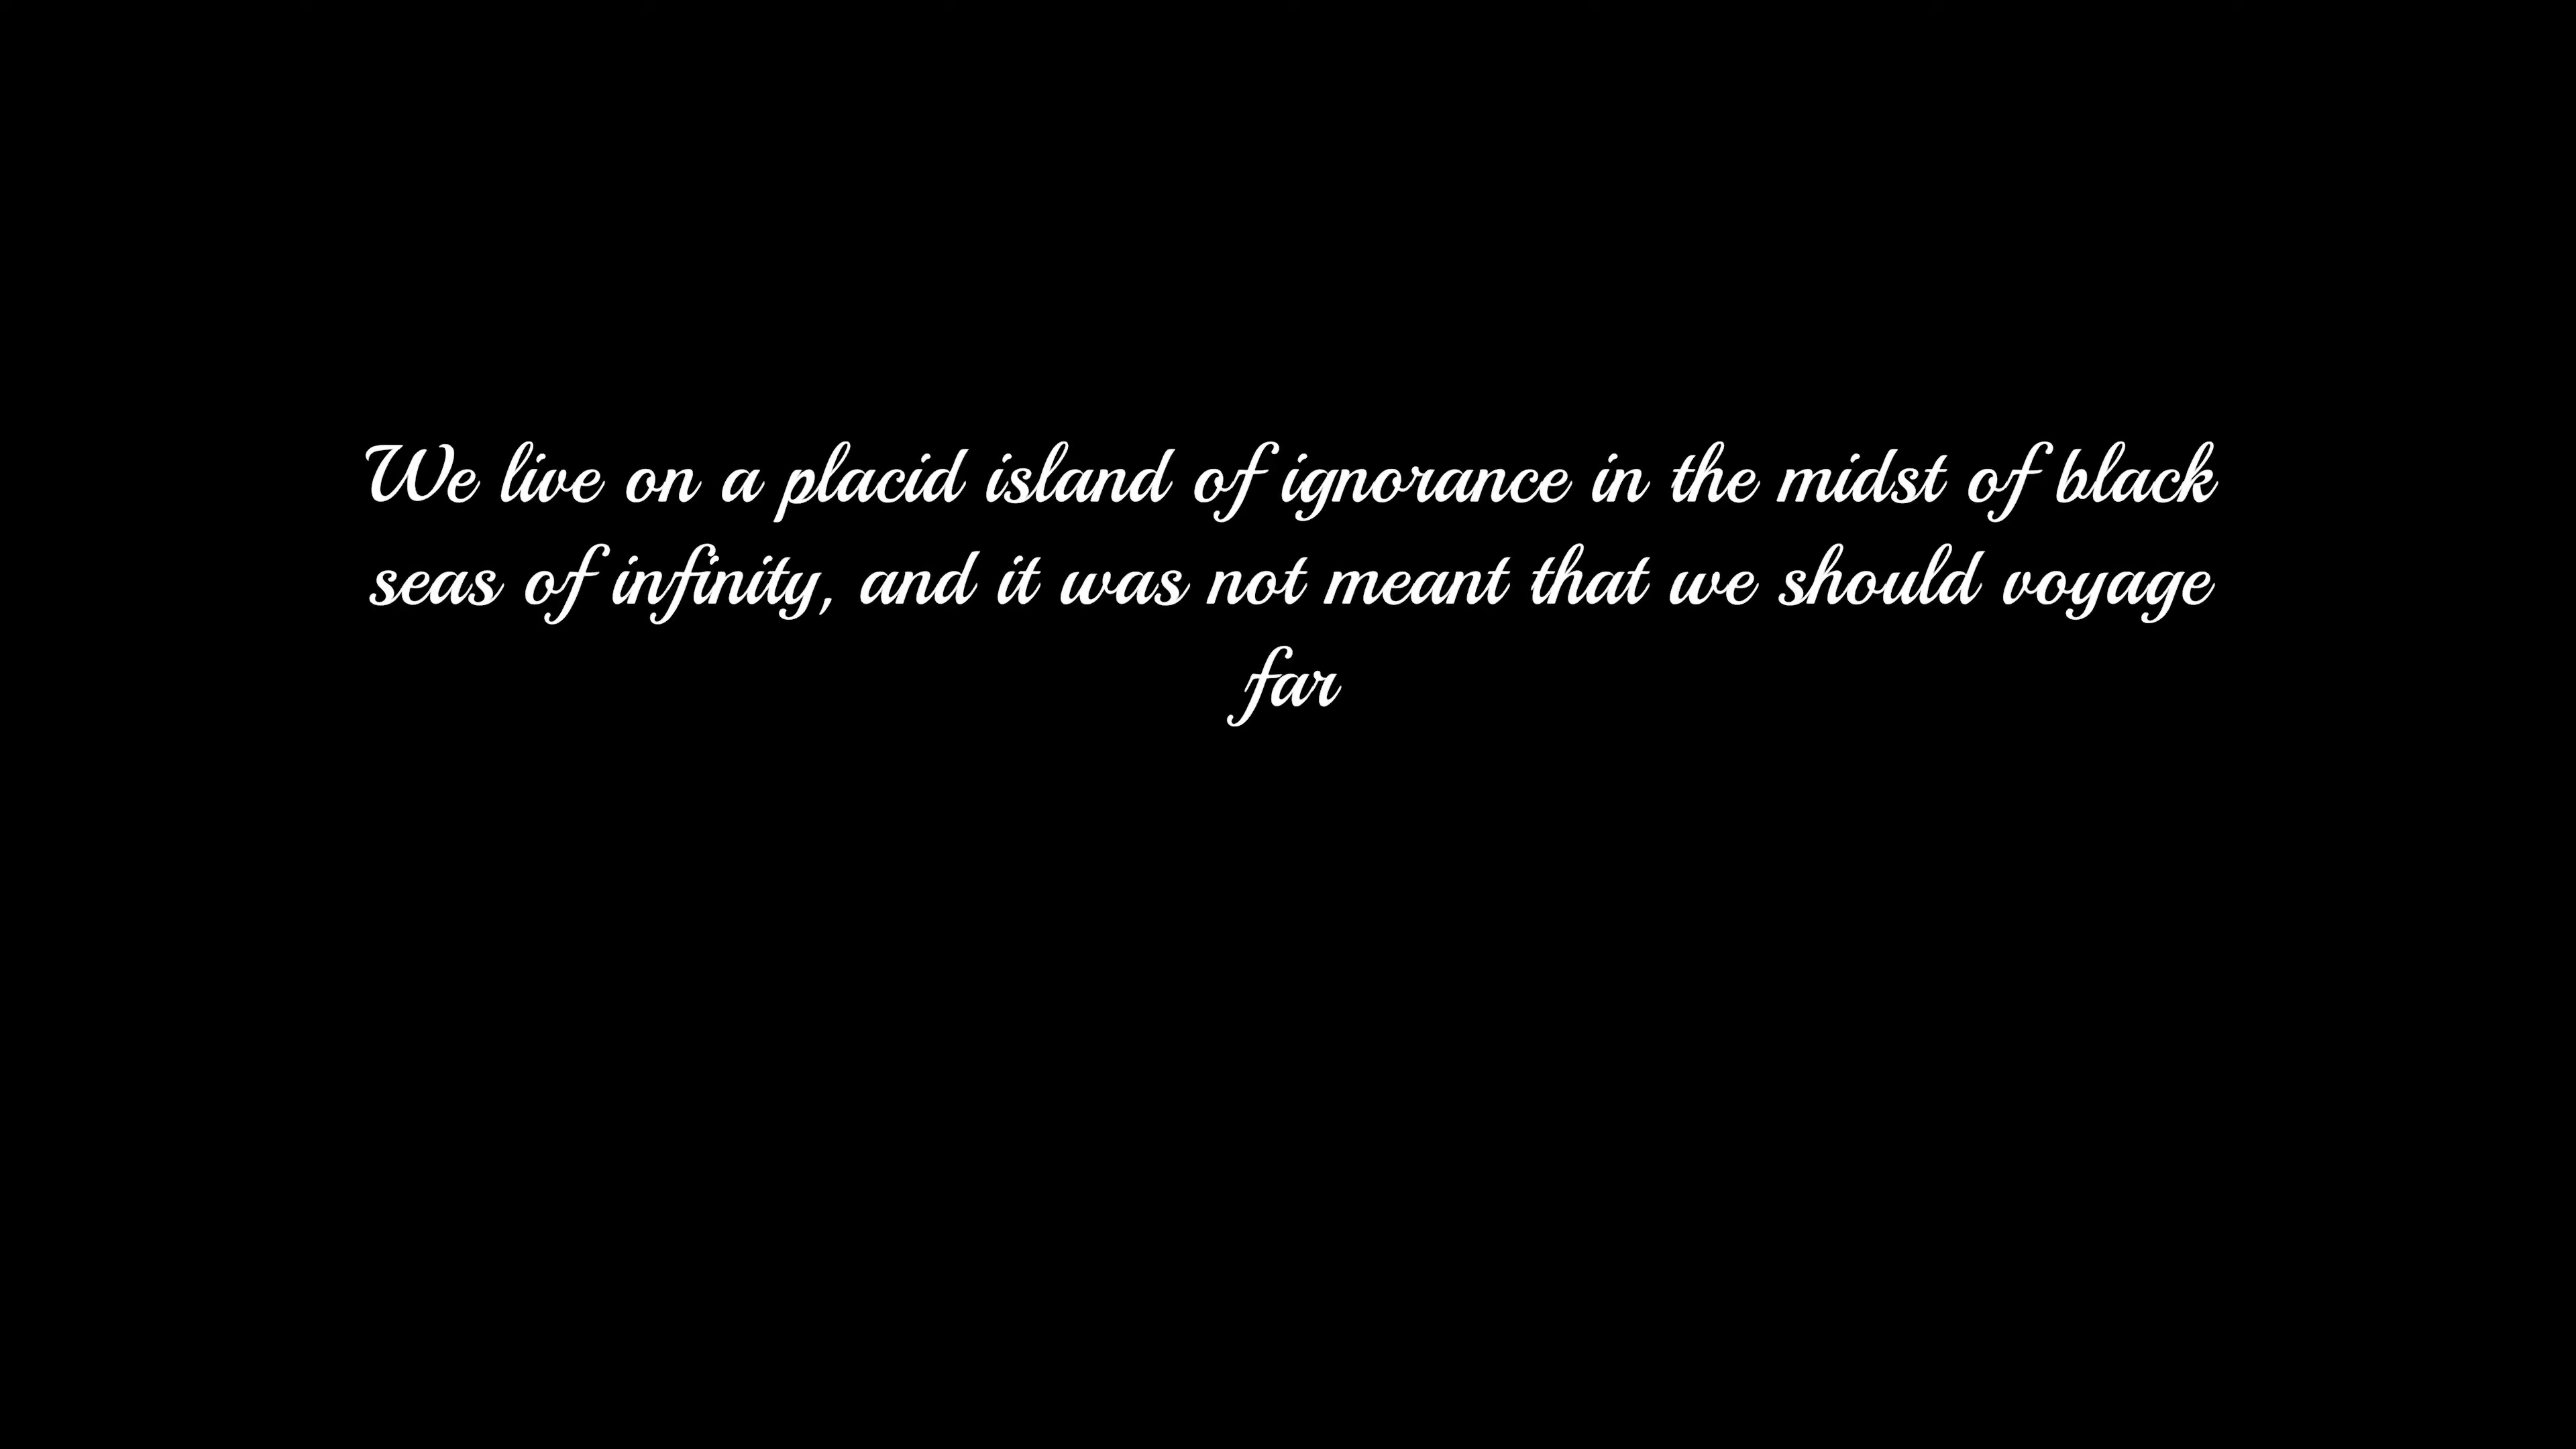 We live on a placid island of ignorance in the midst of black
seas of infinity, and it was not meant that we should voyage
far